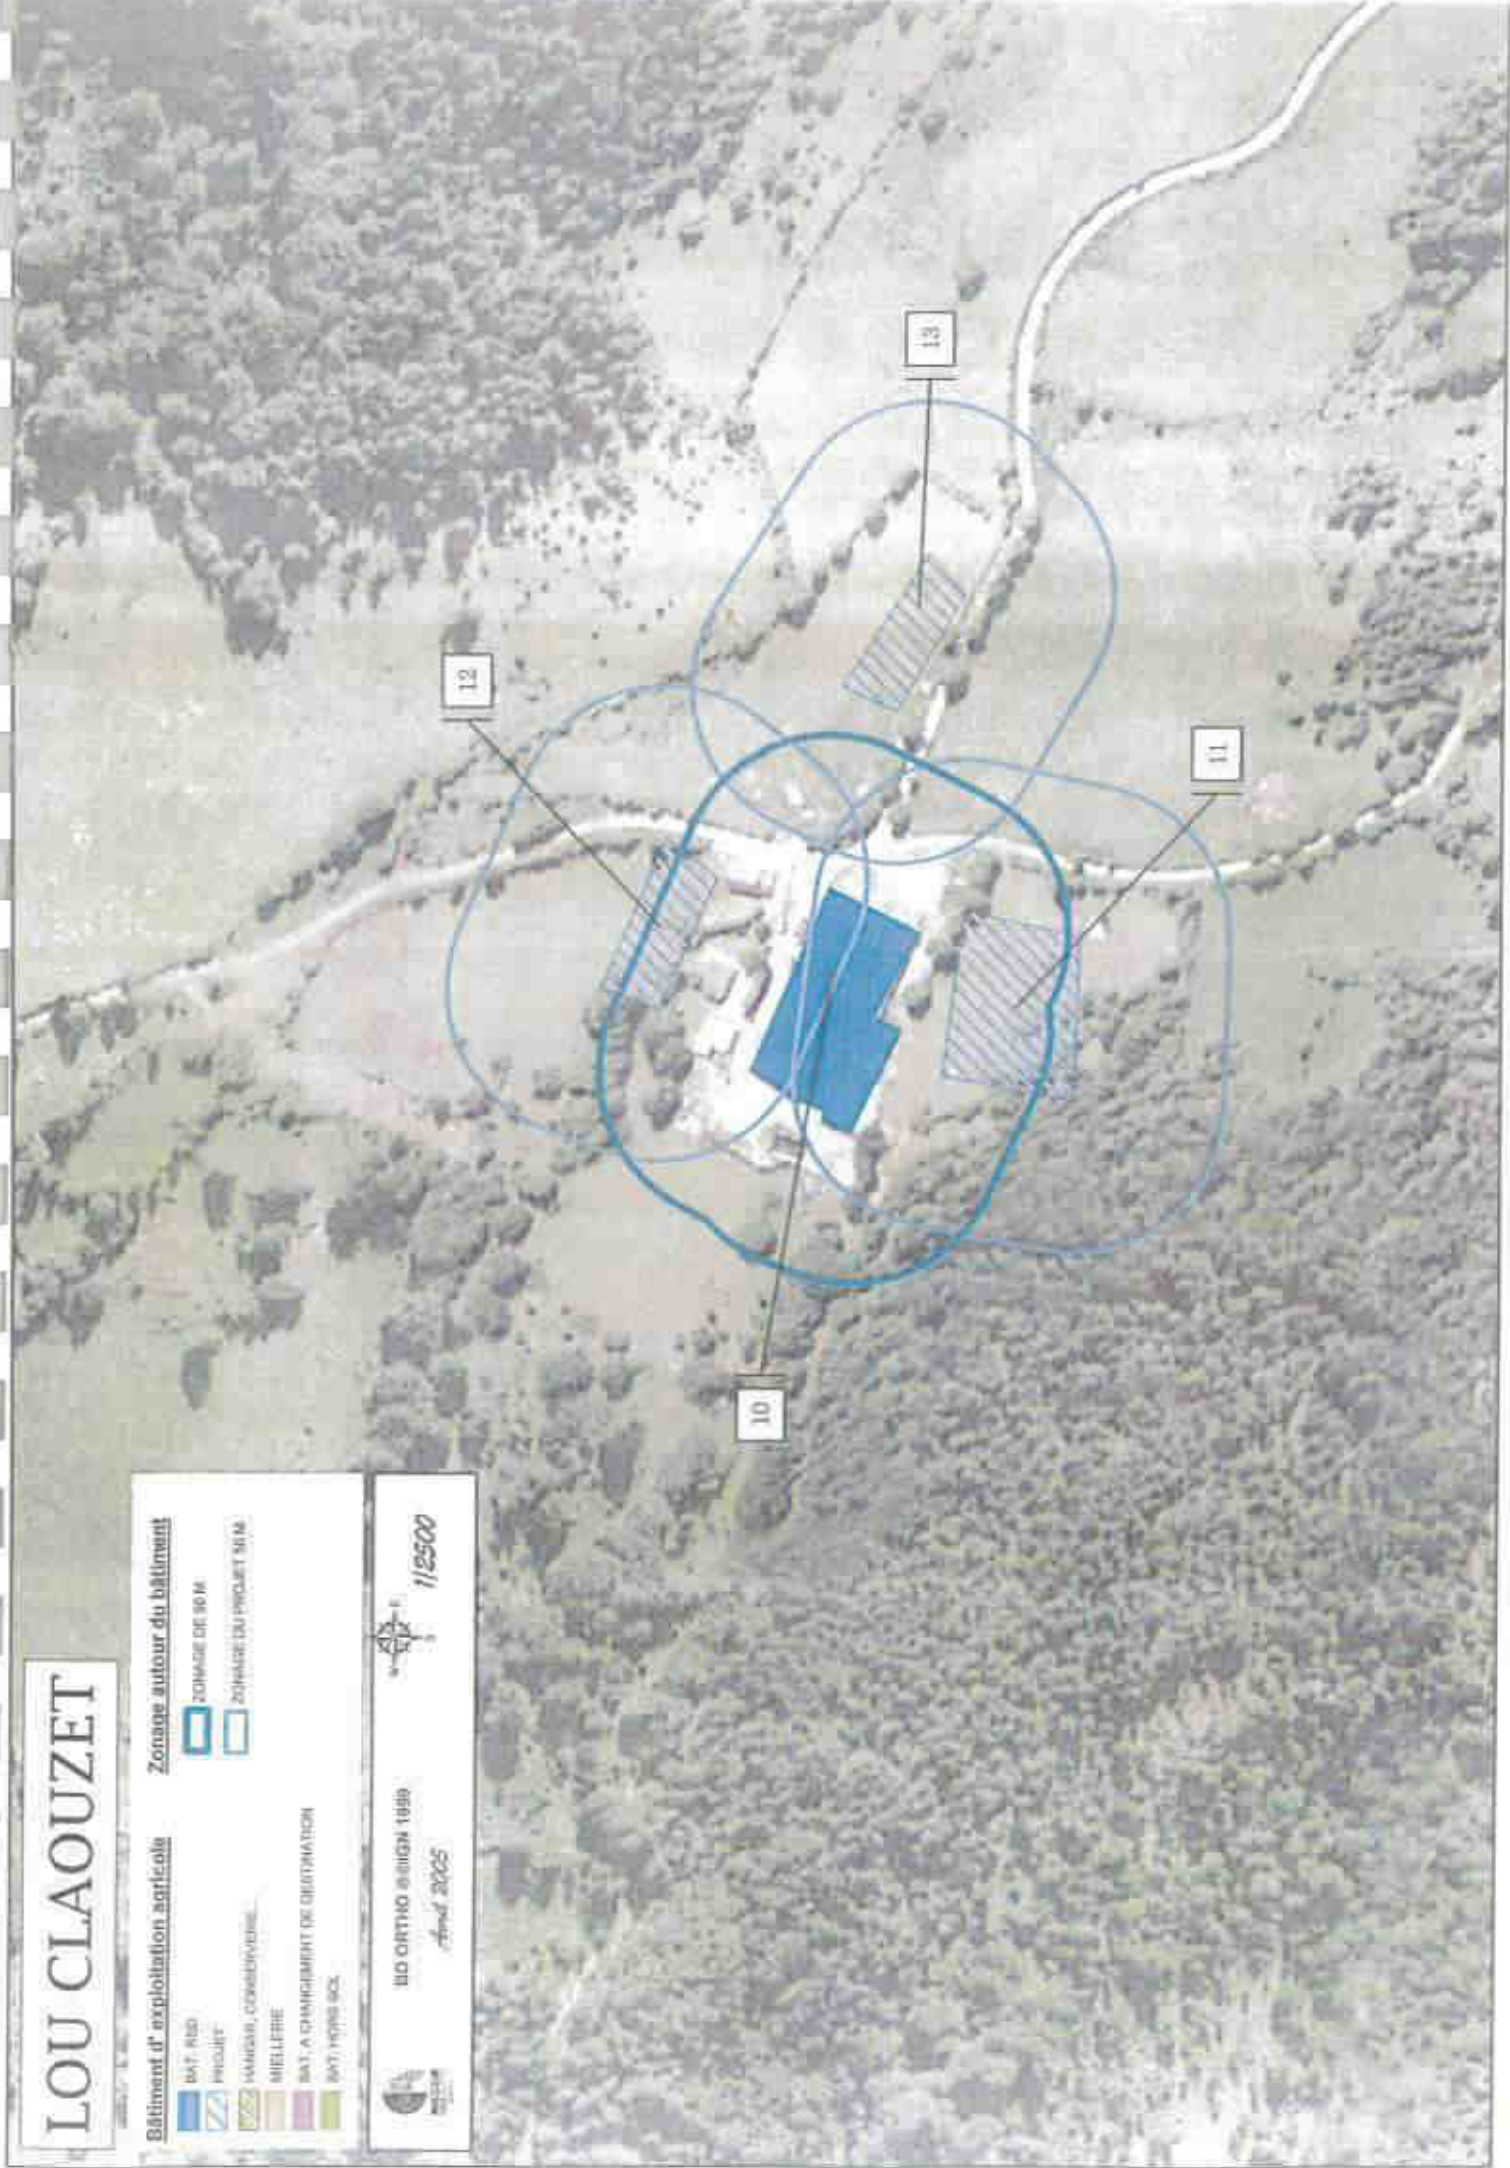 LOU CLAOUZET
Bâtiment d' exploitation agricole
BAT. RSD
PROJET
HANGAR, CONSERVERIE...
MIELLERIE
BAT. A CHANGEMENT DE DESTINATION
BAT. HORS SOL
Zonage autour du bâtiment
ZONAGE DE 50 M
ZONAGE DU PROJET 50 M
BD ORTHO ®©IGN 1999
2005
1/2500
10
11
12
13